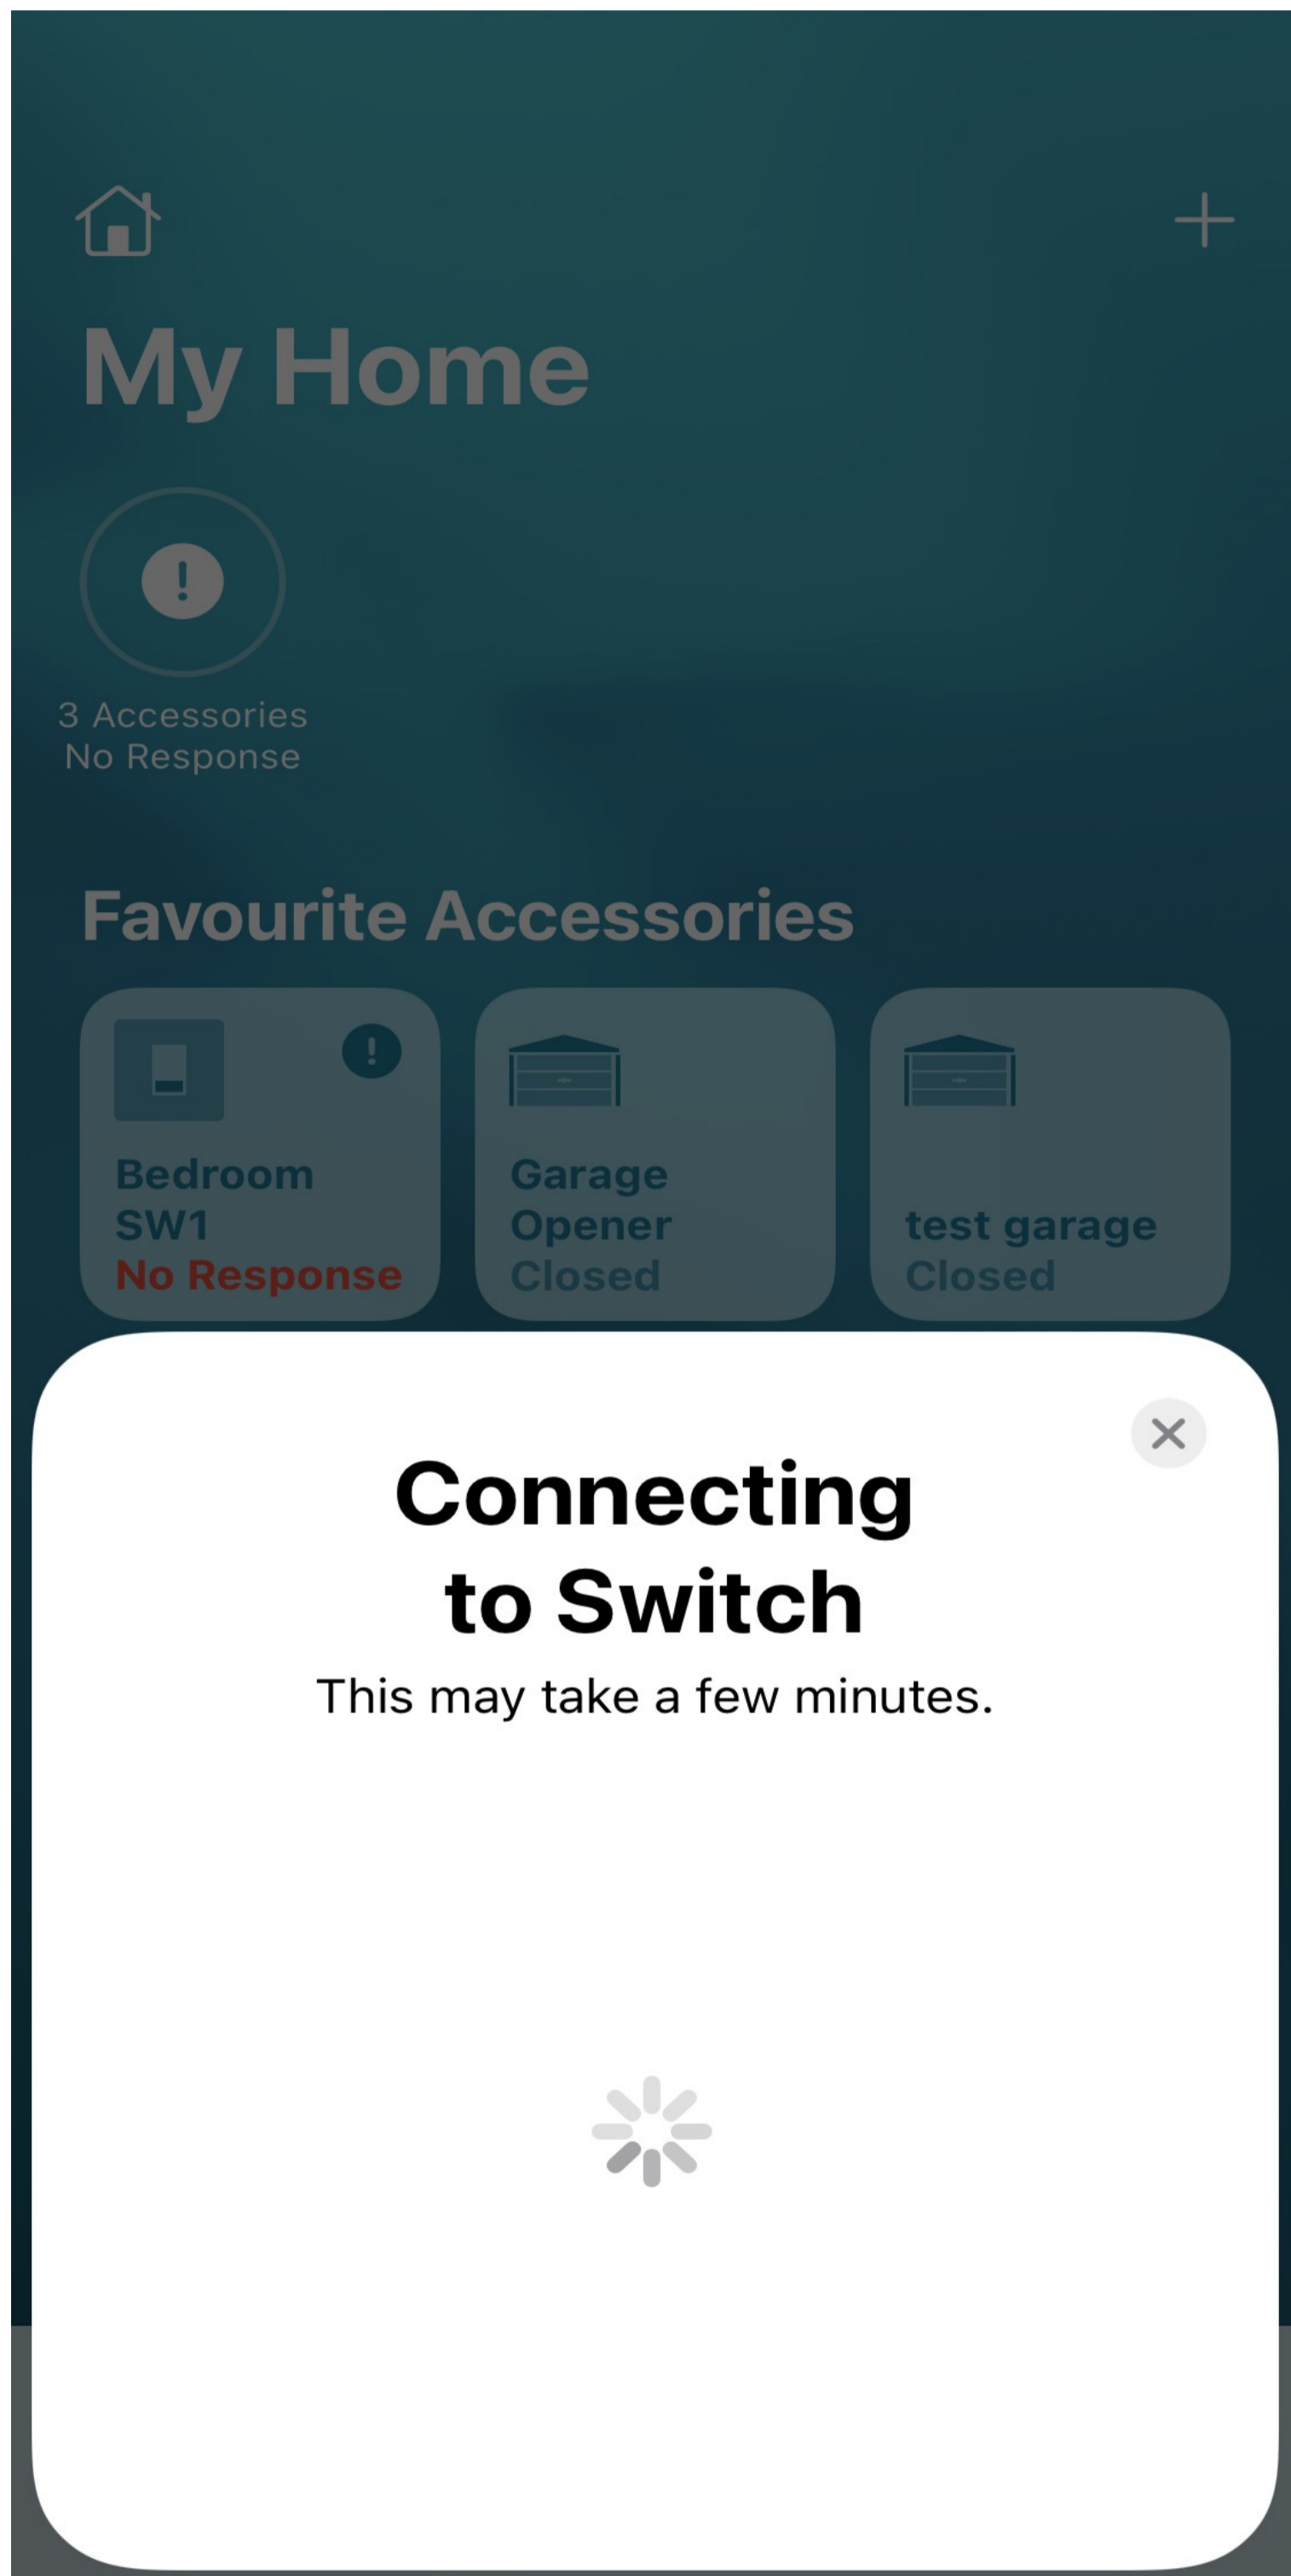 My Home
3 Accessories
No Response
Favourite Accessories
Bedroom
SW1
No Response
Garage
Opener
Closed
test garage
Closed
Connecting
to Switch
This may take a few minutes.